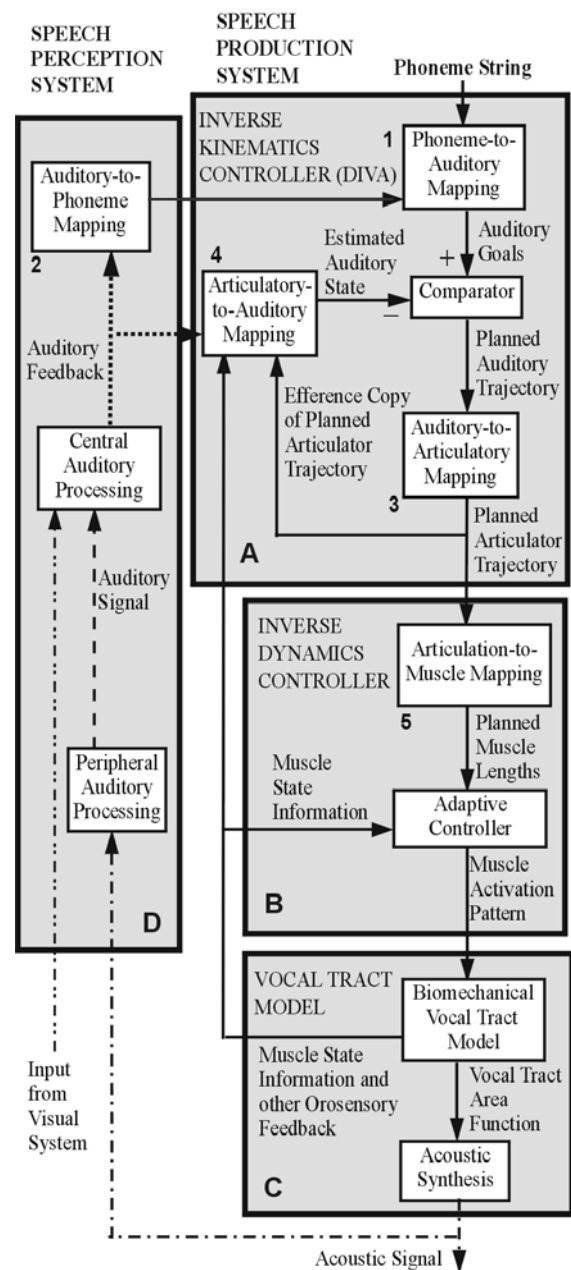 SPEECH
PERCEPTION
SYSTEM
SPEECH
PRODUCTION
SYSTEM
Phoneme String
INVERSE
KINEMATICS
CONTROLLER (DIVA)
1
Phoneme-to-
Auditory
Mapping
Auditory-to-
Phoneme
Mapping
2
4
Estimated
Auditory
State
Auditory
Goals
+
Articulatory-
to-Auditory
Mapping
–
Comparator
Auditory
Feedback
Efference Copy
of Planned
Articulator
Trajectory
Planned
Auditory
Trajectory
Central
Auditory
Processing
Auditory-to-
Articulatory
Mapping
3
A
Planned
Articulator
Trajectory
Auditory
Signal
INVERSE
DYNAMICS
CONTROLLER
Articulation-to-
Muscle Mapping
5
Planned
Muscle
Lengths
Peripheral
Auditory
Processing
Muscle
State
Information
Adaptive
Controller
Muscle
Activation
Pattern
D
B
VOCAL TRACT
MODEL
Biomechanical
Vocal Tract
Model
Input
from
Visual
System
Muscle State
Information and
other Orosensory
Feedback
Vocal Tract
Area
Function
Acoustic
Synthesis
C
Acoustic Signal